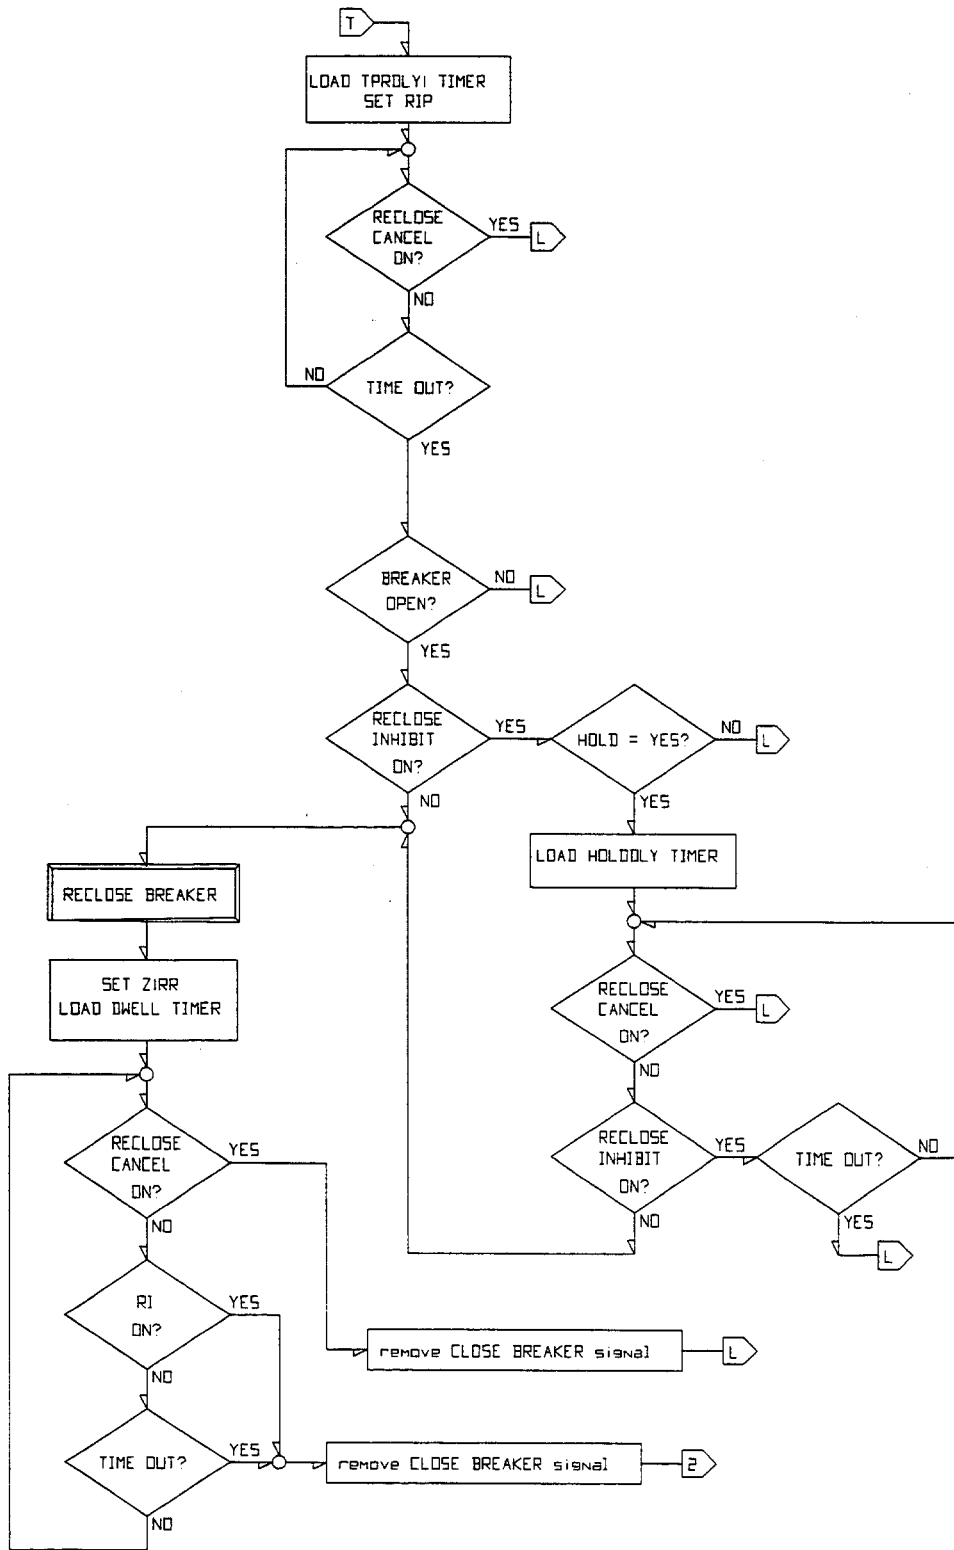 T
LOAD TPRDLY1 TIMER
SET RIP
RECLOSE
CANCEL
ON?
YES
L
NO
TIME OUT?
NO
YES
BREAKER
OPEN?
NO
L
YES
RECLOSE
INHIBIT
ON?
YES
HOLD = YES?
NO
L
NO
YES
LOAD HOLDDLY TIMER
RECLOSE BREAKER
SET ZIRR
LOAD DWELL TIMER
RECLOSE
CANCEL
ON?
YES
L
NO
RECLOSE
INHIBIT
ON?
YES
TIME OUT?
NO
NO
YES
L
RECLOSE
CANCEL
ON?
YES
NO
RI
ON?
YES
NO
remove CLOSE BREAKER signal
L
TIME OUT?
YES
NO
remove CLOSE BREAKER signal
2